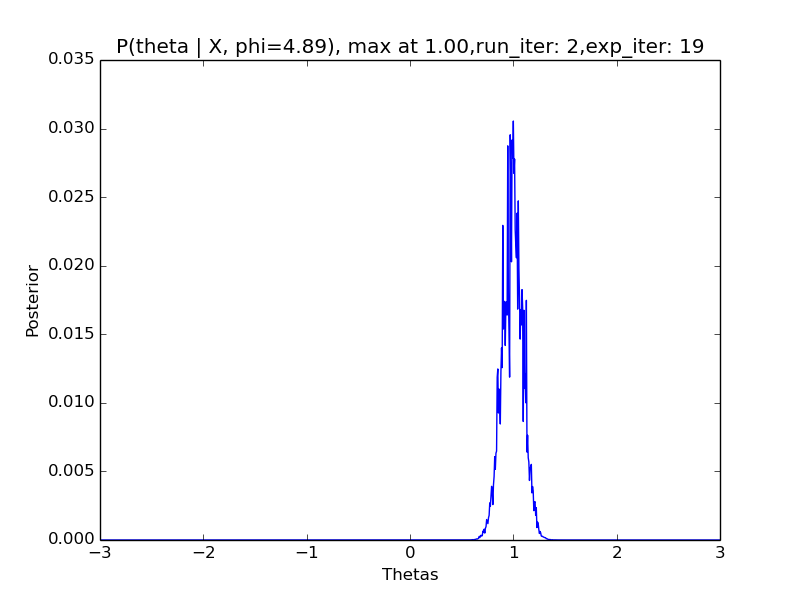 P(theta | X, phi=4.89), max at 1.00,run_iter: 2,exp_iter: 19
0.035
0.030
0.025
0.020
0.015
0.010
0.005
0.000
Posterior
−3 −2 −1 0 1 2 3
Thetas